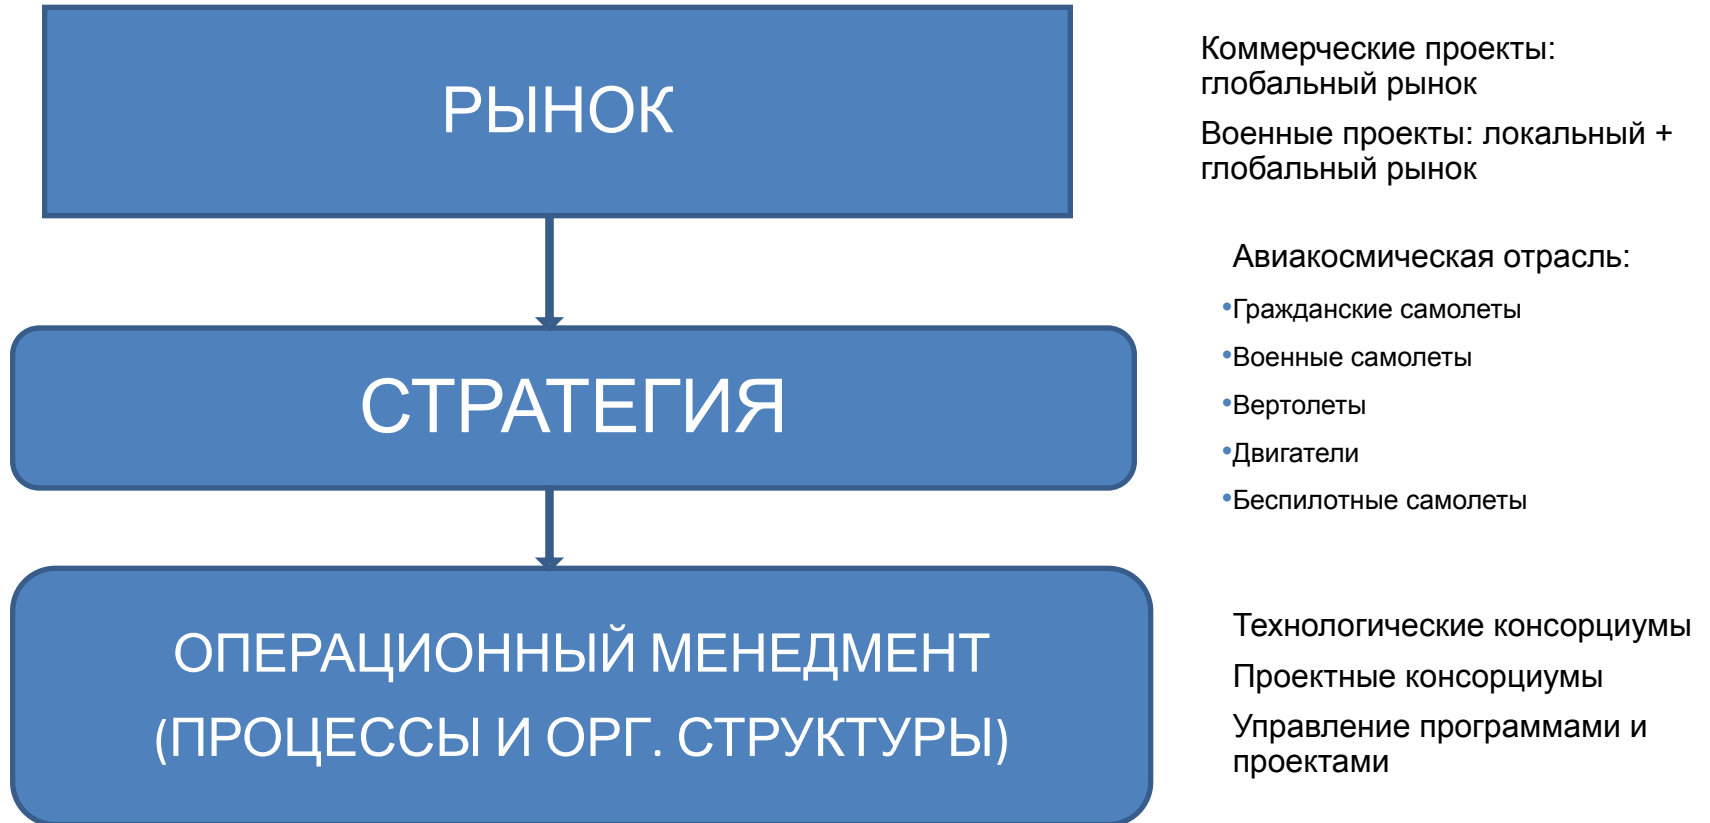 РЫНОК
Коммерческие проекты:
глобальный рынок
Военные проекты: локальный +
глобальный рынок
СТРАТЕГИЯ
Авиакосмическая отрасль:
•Гражданские самолеты
•Военные самолеты
•Вертолеты
•Двигатели
•Беспилотные самолеты
ОПЕРАЦИОННЫЙ МЕНЕДМЕНТ
(ПРОЦЕССЫ И ОРГ. СТРУКТУРЫ)
Технологические консорциумы
Проектные консорциумы
Управление программами и
проектами